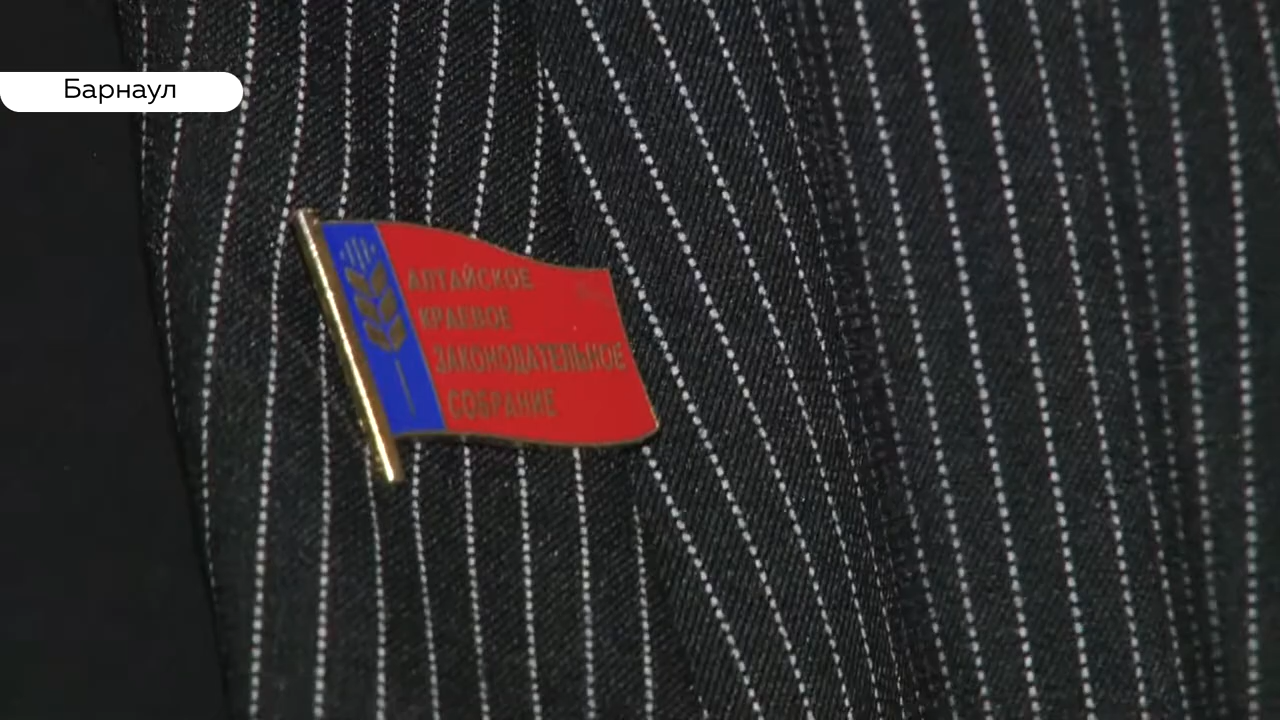 Барнаул
АЛТАЙСКОЕ
КРАЕВОЕ
ЗАКОНОДАТЕЛЬНОЕ
СОБРАНИЕ